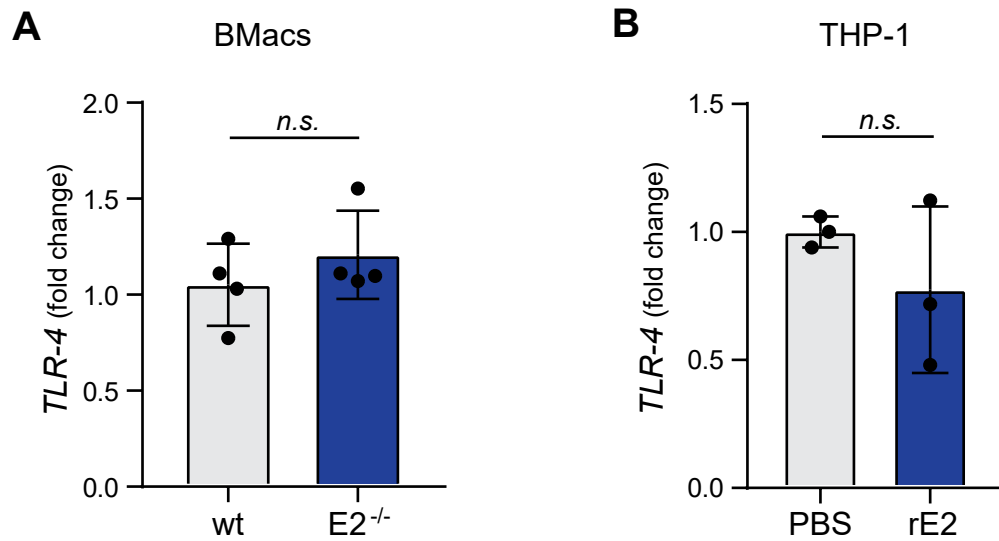 A
BMacs
TLR-4 (fold change)
2.0
1.5
1.0
0.5
0.0
n.s.
wt
E2-/-
B
THP-1
TLR-4 (fold change)
1.5
1.0
0.5
0.0
n.s.
PBS
rE2